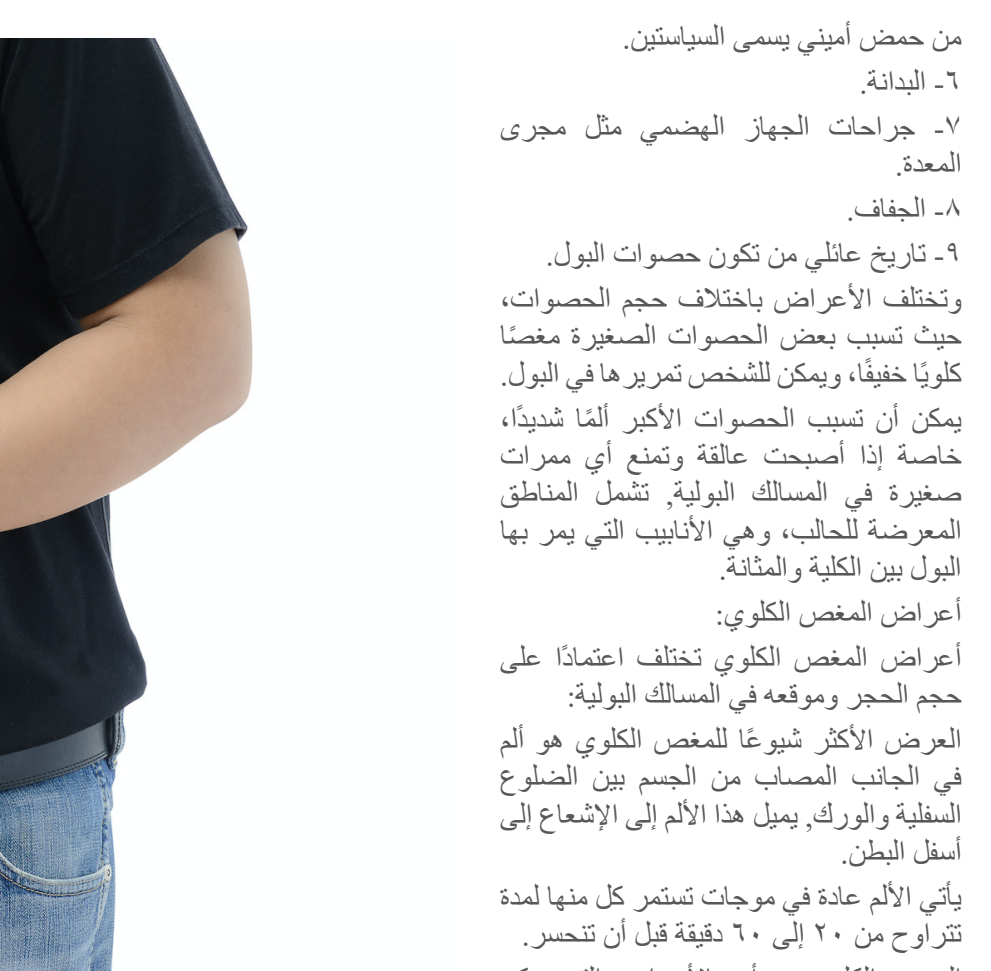 من حمض أميني يسمى السياستين.
٦- البدانة.
٧- جراحات الجهاز الهضمي مثل مجرى
المعدة.
٨- الجفاف.
٩- تاريخ عائلي من تكون حصوات البول.
وتختلف الأعراض باختلاف حجم الحصوات،
حيث تسبب بعض الحصوات الصغيرة مغصًا
كلويًا خفيفًا، ويمكن للشخص تمريرها في البول.
يمكن أن تسبب الحصوات الأكبر ألمًا شديدًا،
خاصة إذا أصبحت عالقة وتمنع أي ممرات
صغيرة في المسالك البولية, تشمل المناطق
المعرضة للحالب، وهي الأنابيب التي يمر بها
البول بين الكلية والمثانة.
أعراض المغص الكلوي:
أعراض المغص الكلوي تختلف اعتمادًا على
حجم الحجر وموقعه في المسالك البولية:
العرض الأكثر شيوعًا للمغص الكلوي هو ألم
في الجانب المصاب من الجسم بين الضلوع
السفلية والورك, يميل هذا الألم إلى الإشعاع إلى
أسفل البطن.
يأتي الألم عادة في موجات تستمر كل منها لمدة
تتراوح من ٢٠ إلى ٦٠ دقيقة قبل أن تنحسر.